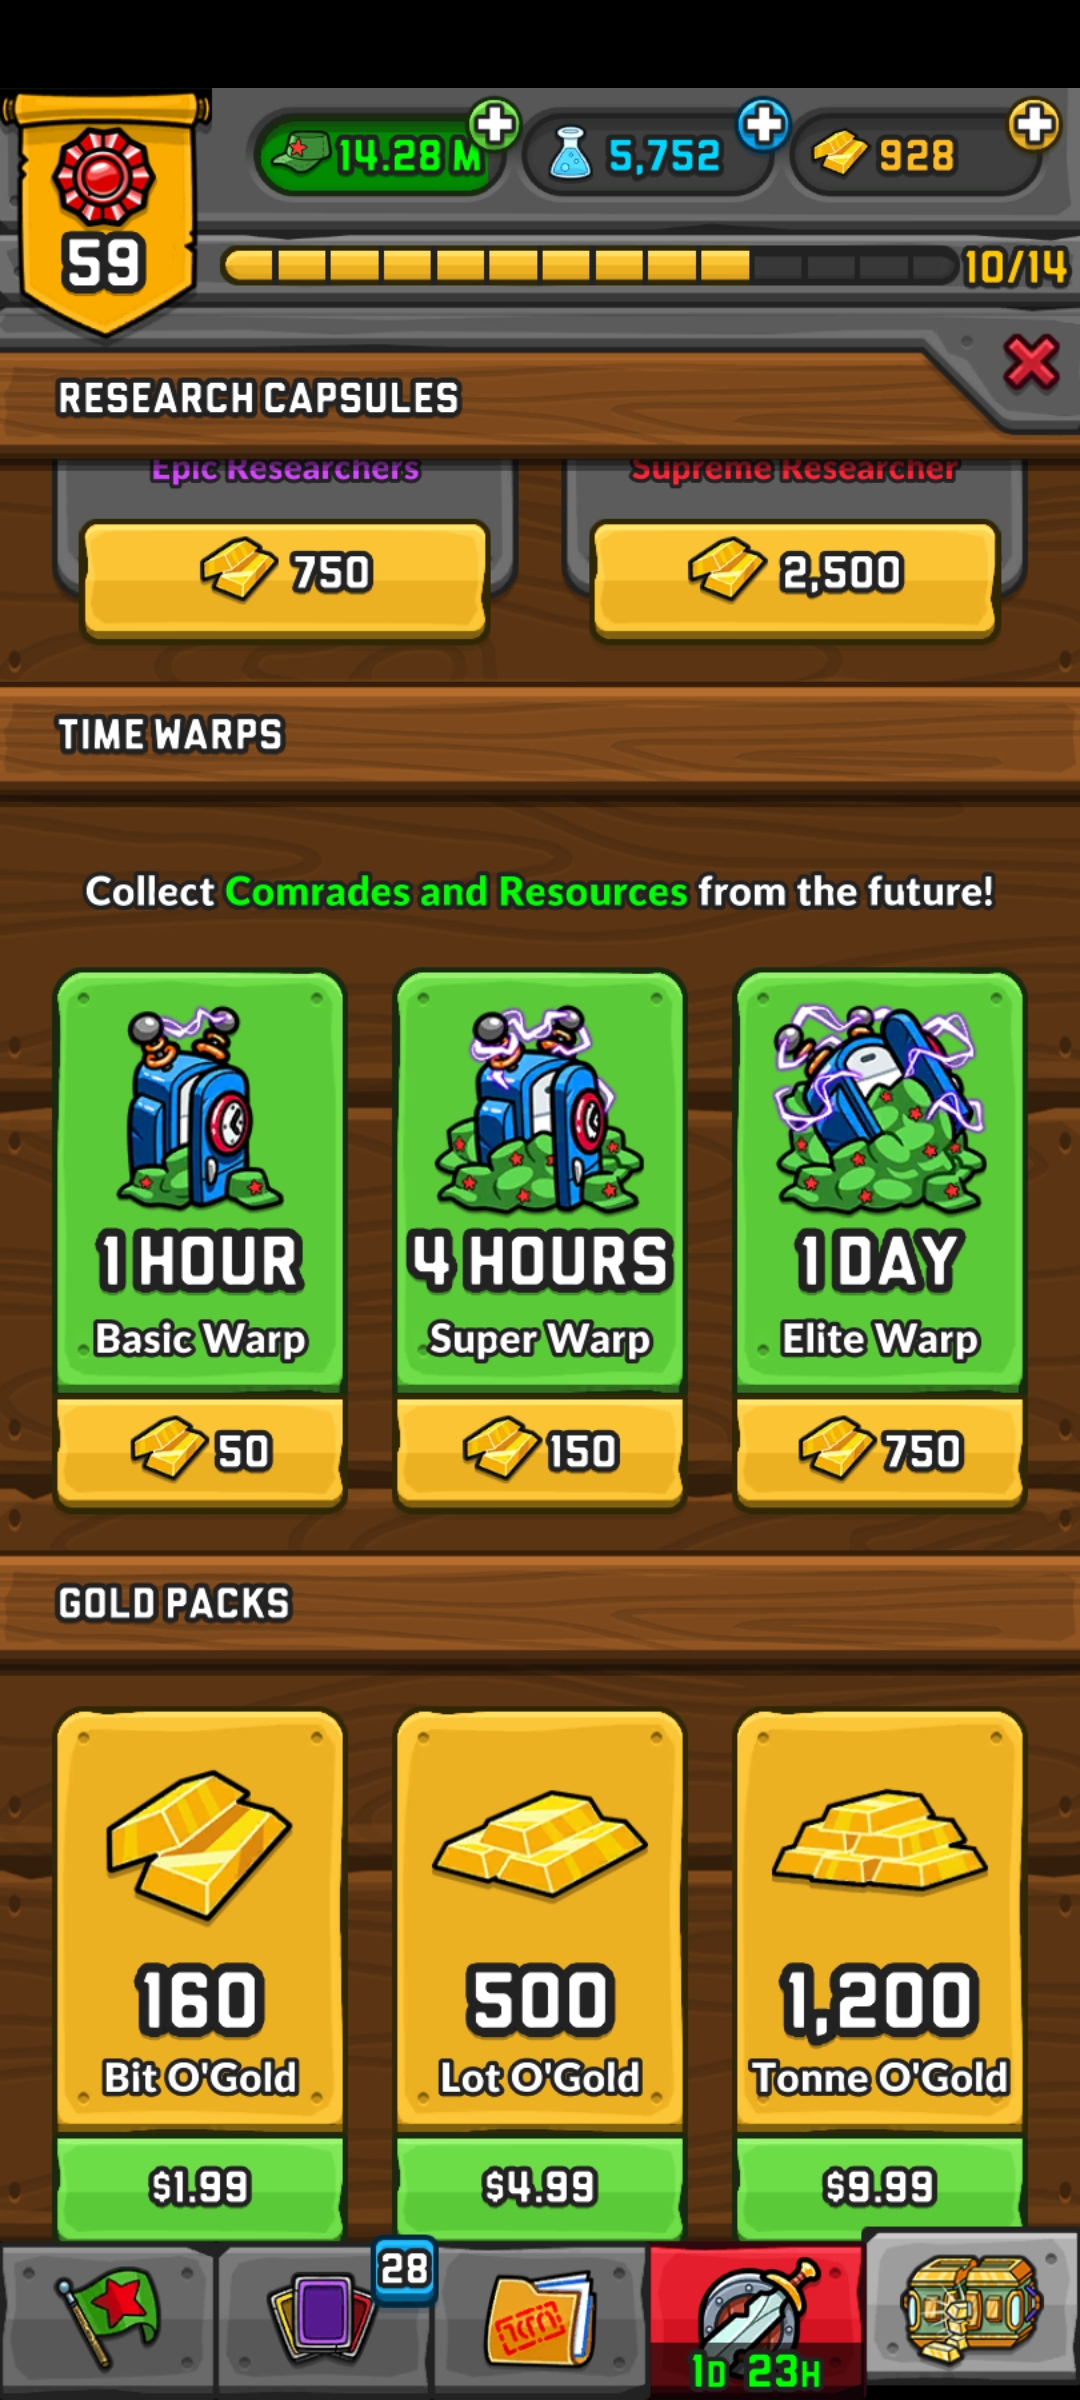 14.28 M
5,752
928
59
10/14
RESEARCH CAPSULES
Epic Researchers
Supreme Researcher
750
2,500
TIME WARPS
Collect Comrades and Resources from the future!
1 HOUR
Basic Warp
50
4 HOURS
Super Warp
150
1 DAY
Elite Warp
750
GOLD PACKS
160
Bit O'Gold
$1.99
500
Lot O'Gold
$4.99
1,200
Tonne O'Gold
$9.99
28
1D 23H